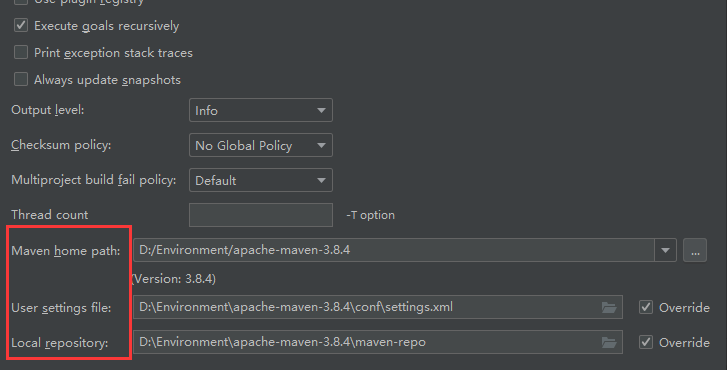 Use plugin registry
Execute goals recursively
Print exception stack traces
Always update snapshots
Output level: Info
Checksum policy: No Global Policy
Multiproject build fail policy: Default
Thread count -T option
Maven home path: D:/Environment/apache-maven-3.8.4 ...
(Version: 3.8.4)
User settings file: D:\Environment\apache-maven-3.8.4\conf\settings.xml Override
Local repository: D:\Environment\apache-maven-3.8.4\maven-repo Override